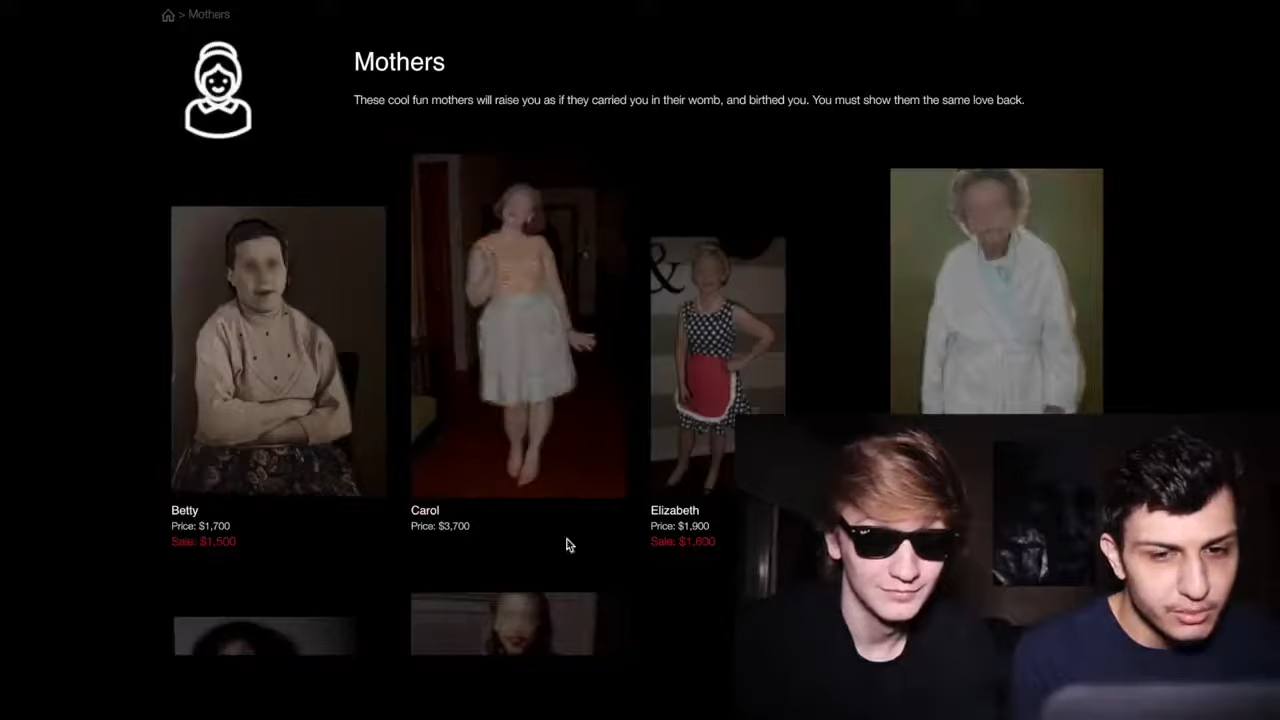 > Mothers
Mothers
These cool fun mothers will raise you as if they carried you in their womb, and birthed you. You must show them the same love back.
&
Betty
Price: $1,700
Sale: $1,500
Carol
Price: $3,700
Elizabeth
Price: $1,900
Sale: $1,600